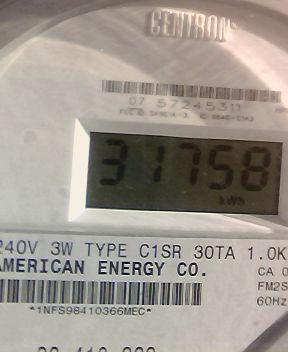 CENTRON
07 57245311
31758
kWh
240V 3W TYPE C1SR 30TA 1.0K
AMERICAN ENERGY CO.
CA 0
FM2S
60Hz
*1NFS98410366MEC*